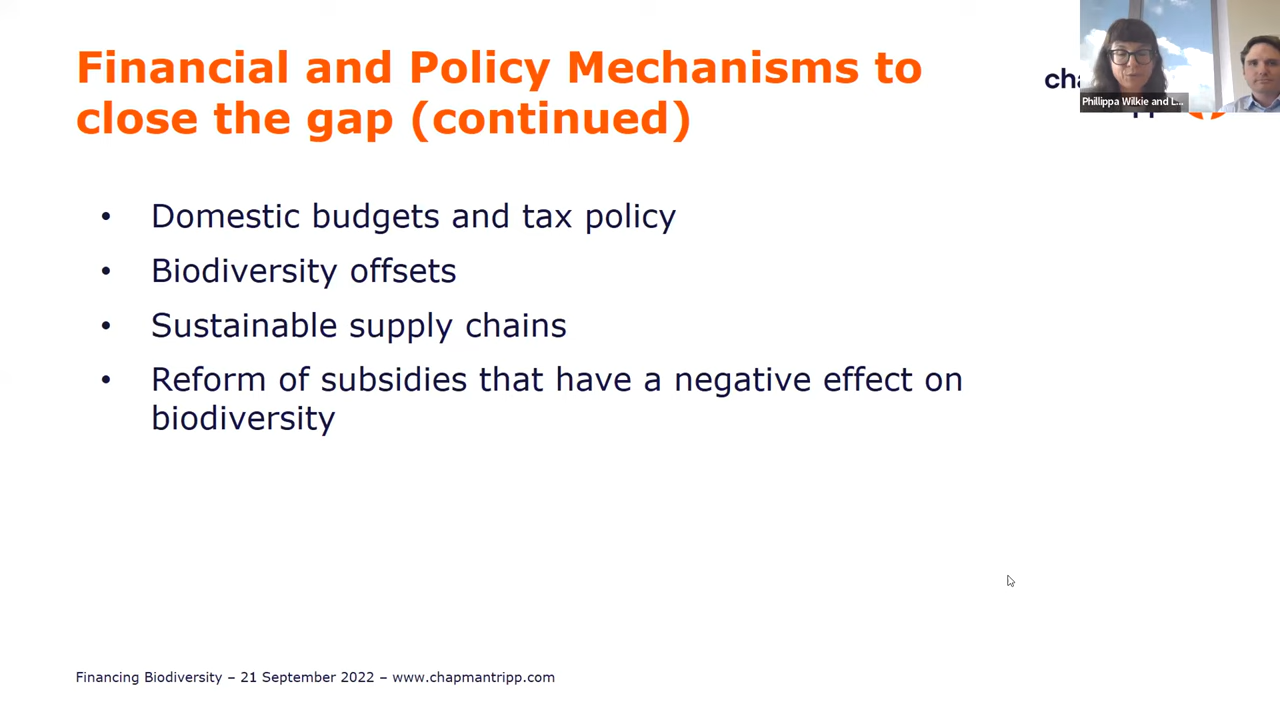 Financial and Policy Mechanisms to
close the gap (continued)
Phillippa Wilkie and L...
• Domestic budgets and tax policy
• Biodiversity offsets
• Sustainable supply chains
• Reform of subsidies that have a negative effect on
biodiversity
Financing Biodiversity – 21 September 2022 – www.chapmantripp.com